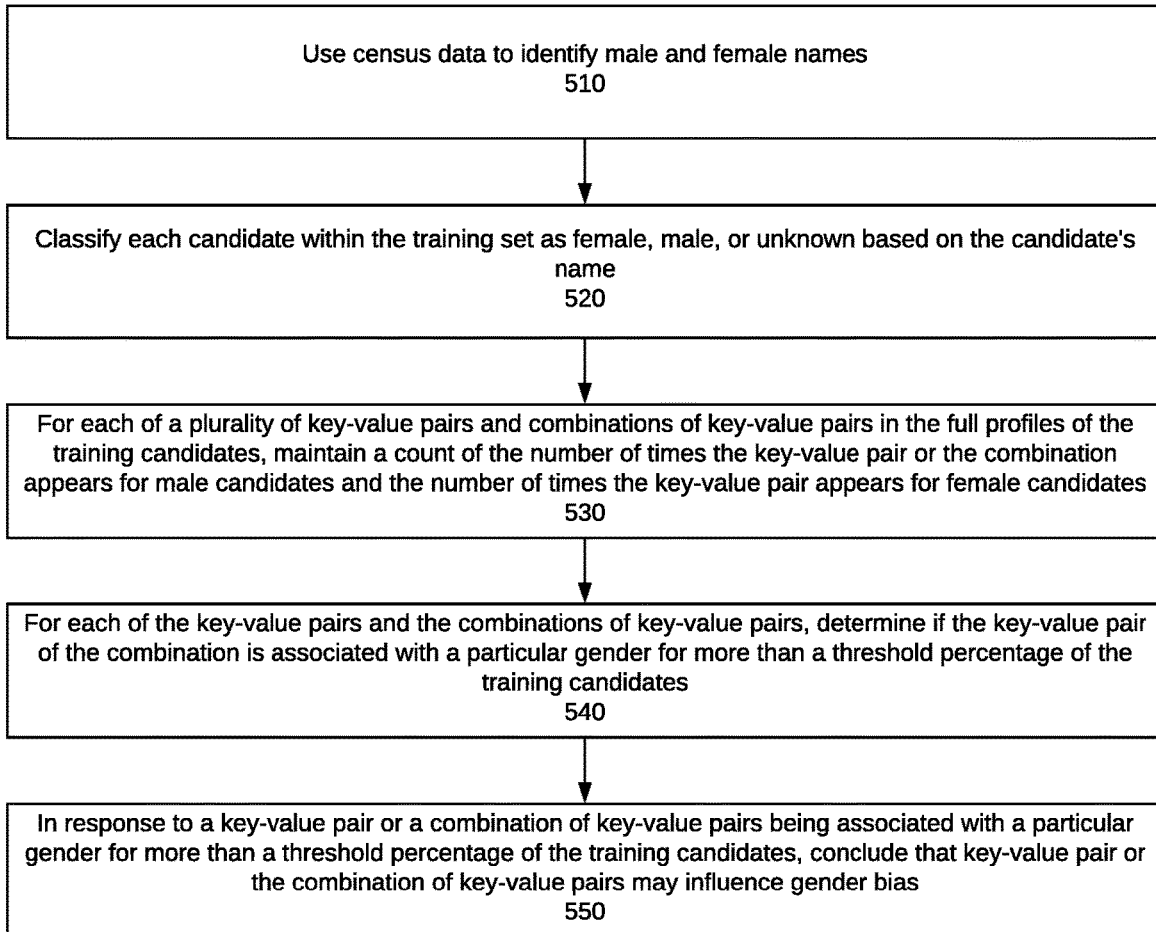 Use census data to identify male and female names
510
Classify each candidate within the training set as female, male, or unknown based on the candidate's
name
520
For each of a plurality of key-value pairs and combinations of key-value pairs in the full profiles of the
training candidates, maintain a count of the number of times the key-value pair or the combination
appears for male candidates and the number of times the key-value pair appears for female candidates
530
For each of the key-value pairs and the combinations of key-value pairs, determine if the key-value pair
of the combination is associated with a particular gender for more than a threshold percentage of the
training candidates
540
In response to a key-value pair or a combination of key-value pairs being associated with a particular
gender for more than a threshold percentage of the training candidates, conclude that key-value pair or
the combination of key-value pairs may influence gender bias
550